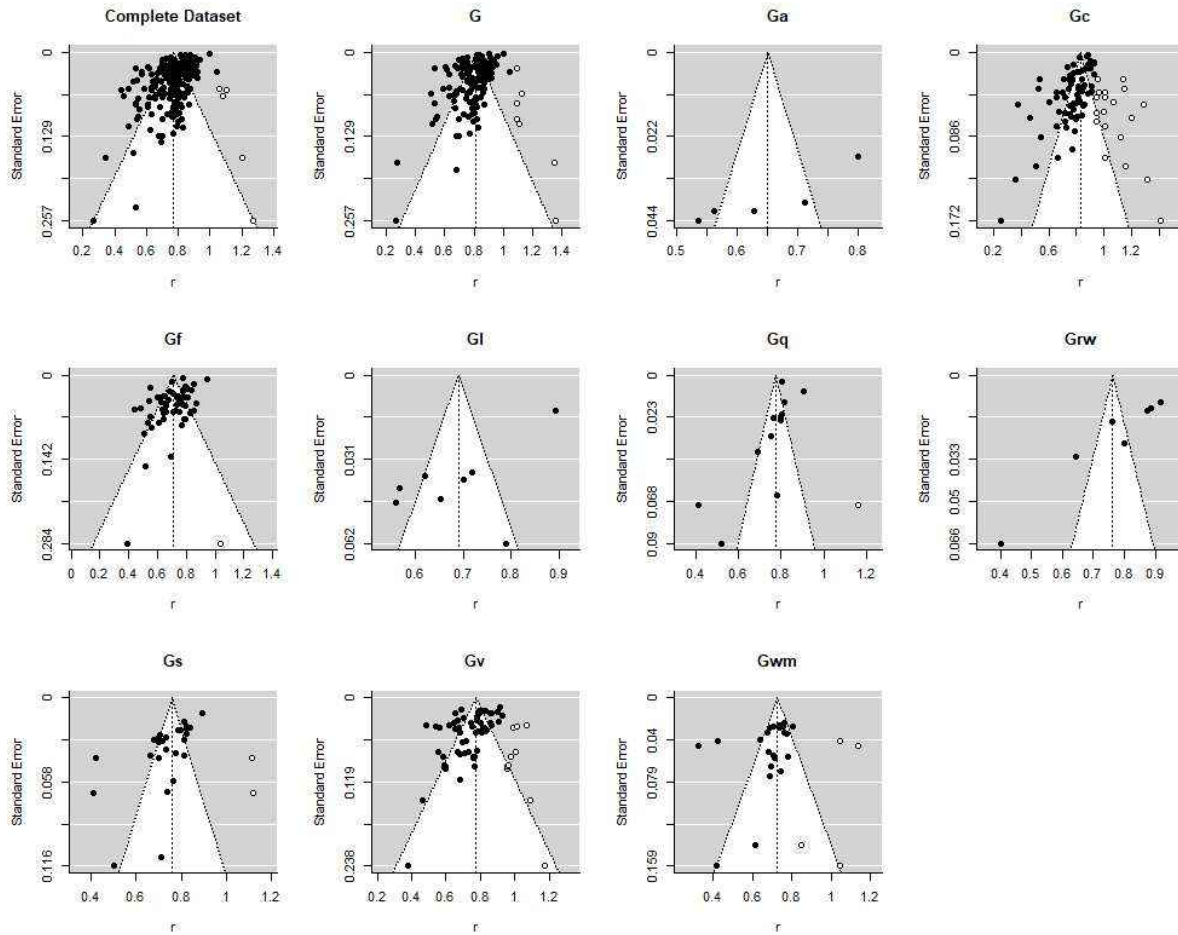 Complete Dataset
Standard Error
0
0.129
0.257
0.2 0.4 0.6 0.8 1 1.2 1.4
r
G
Standard Error
0
0.129
0.257
0.2 0.4 0.6 0.8 1 1.2 1.4
r
Ga
Standard Error
0
0.022
0.044
0.5 0.6 0.7 0.8
r
Gc
Standard Error
0
0.086
0.172
0.2 0.4 0.6 0.8 1 1.2
r
Gf
Standard Error
0
0.142
0.284
0 0.2 0.4 0.6 0.8 1 1.2 1.4
r
Gl
Standard Error
0
0.031
0.062
0.6 0.7 0.8 0.9
r
Gq
Standard Error
0
0.023
0.068
0.09
0.4 0.6 0.8 1 1.2
r
Grw
Standard Error
0
0.033
0.05
0.066
0.4 0.5 0.6 0.7 0.8 0.9
r
Gs
Standard Error
0
0.058
0.116
0.4 0.6 0.8 1 1.2
r
Gv
Standard Error
0
0.119
0.238
0.2 0.4 0.6 0.8 1 1.2
r
Gwm
Standard Error
0
0.04
0.079
0.159
0.4 0.6 0.8 1 1.2
r